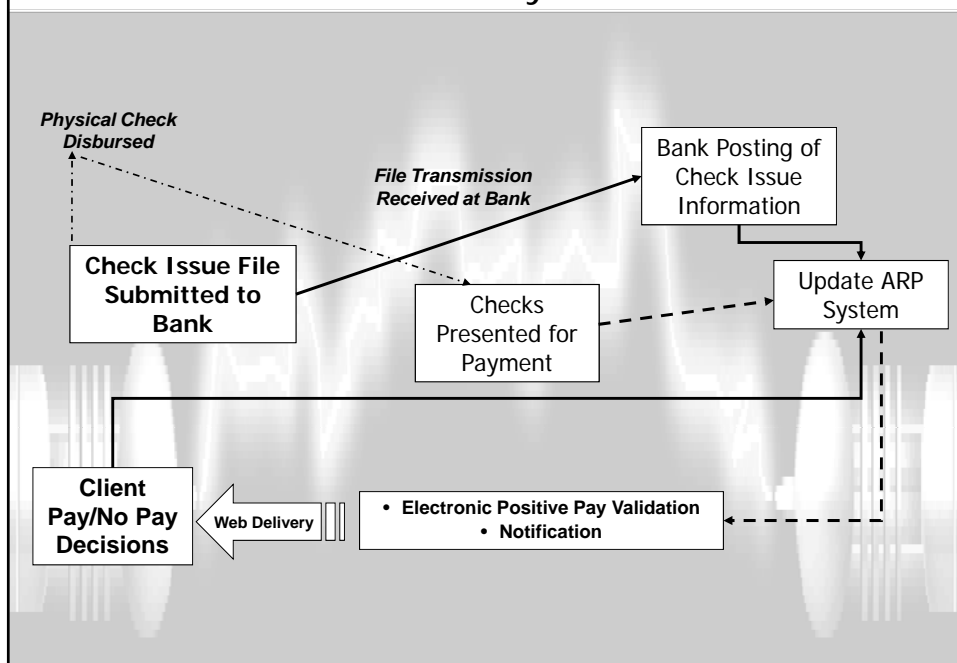 Physical Check
Disbursed
File Transmission
Received at Bank
Bank Posting of
Check Issue
Information
Check Issue File
Submitted to
Bank
Checks
Presented for
Payment
Update ARP
System
Client
Pay/No Pay
Decisions
Web Delivery
• Electronic Positive Pay Validation
• Notification